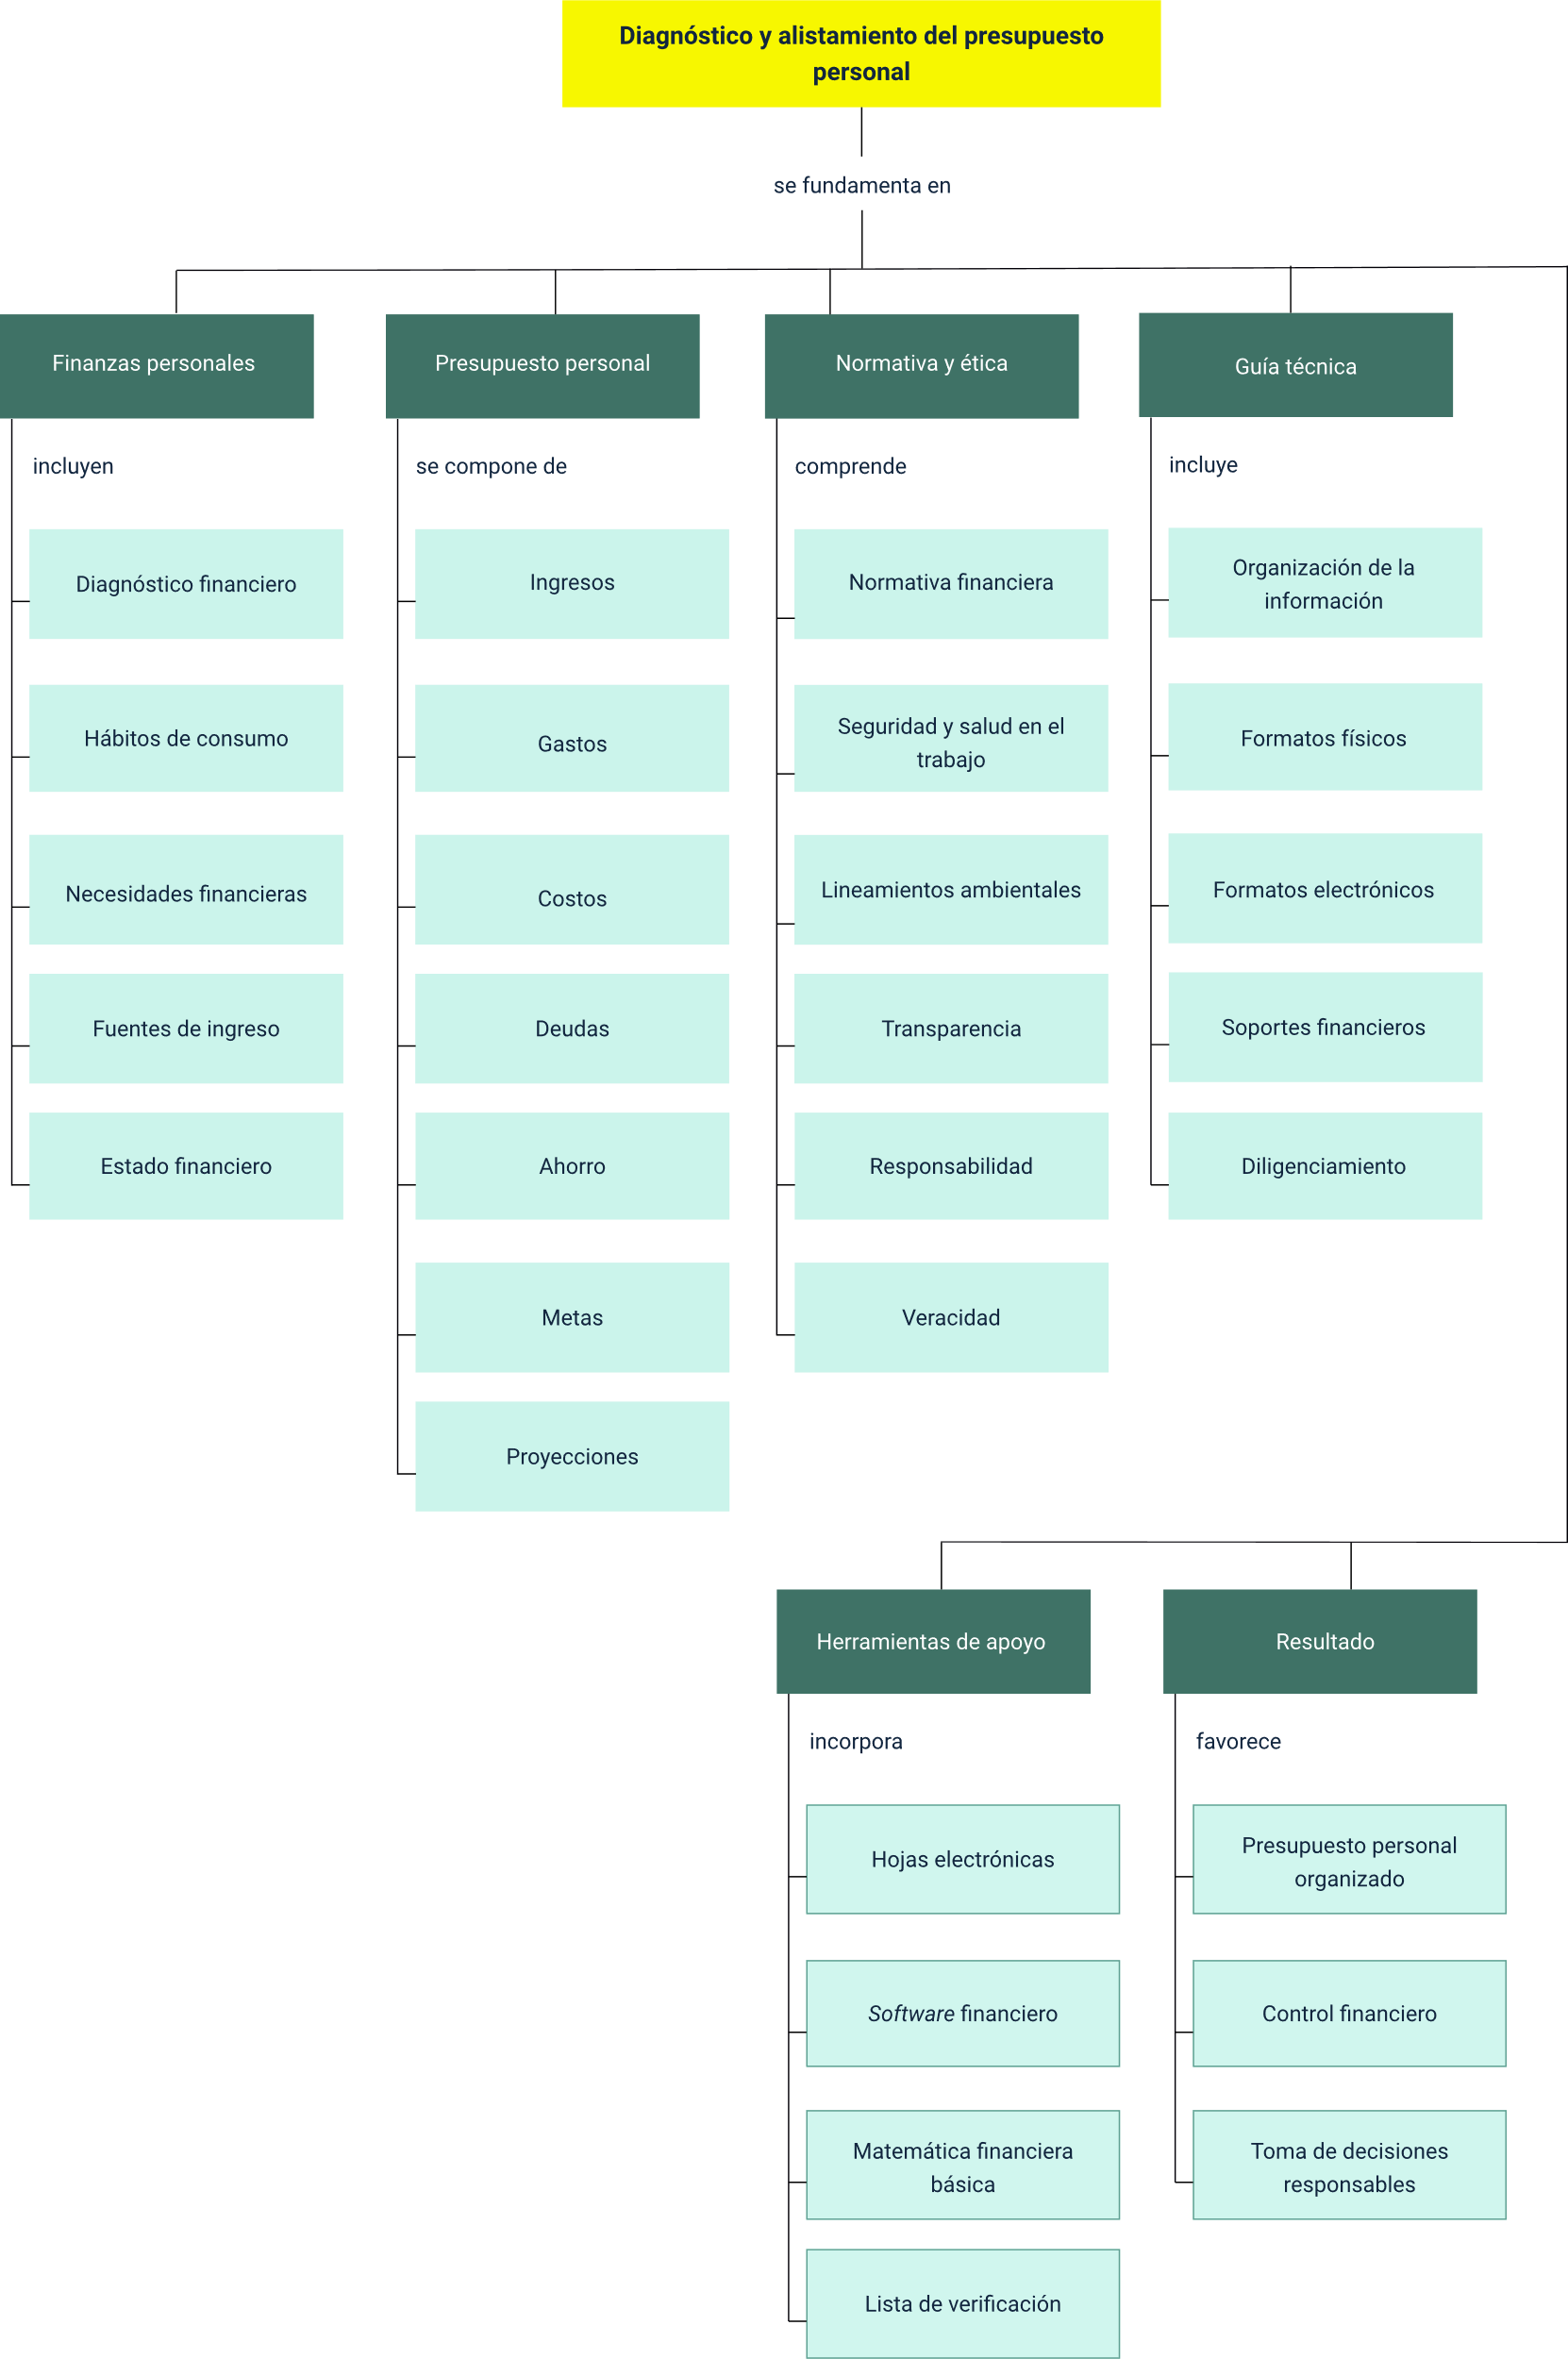 Diagnóstico y alistamiento del presupuesto
personal
se fundamenta en
Finanzas personales
incluyen
Diagnóstico financiero
Hábitos de consumo
Necesidades financieras
Fuentes de ingreso
Estado financiero
Presupuesto personal
se compone de
Ingresos
Gastos
Costos
Deudas
Ahorro
Metas
Proyecciones
Normativa y ética
comprende
Normativa financiera
Seguridad y salud en el
trabajo
Lineamientos ambientales
Transparencia
Responsabilidad
Veracidad
Guía técnica
incluye
Organización de la
información
Formatos físicos
Formatos electrónicos
Soportes financieros
Diligenciamiento
Herramientas de apoyo
incorpora
Hojas electrónicas
Software financiero
Matemática financiera
básica
Lista de verificación
Resultado
favorece
Presupuesto personal
organizado
Control financiero
Toma de decisiones
responsables